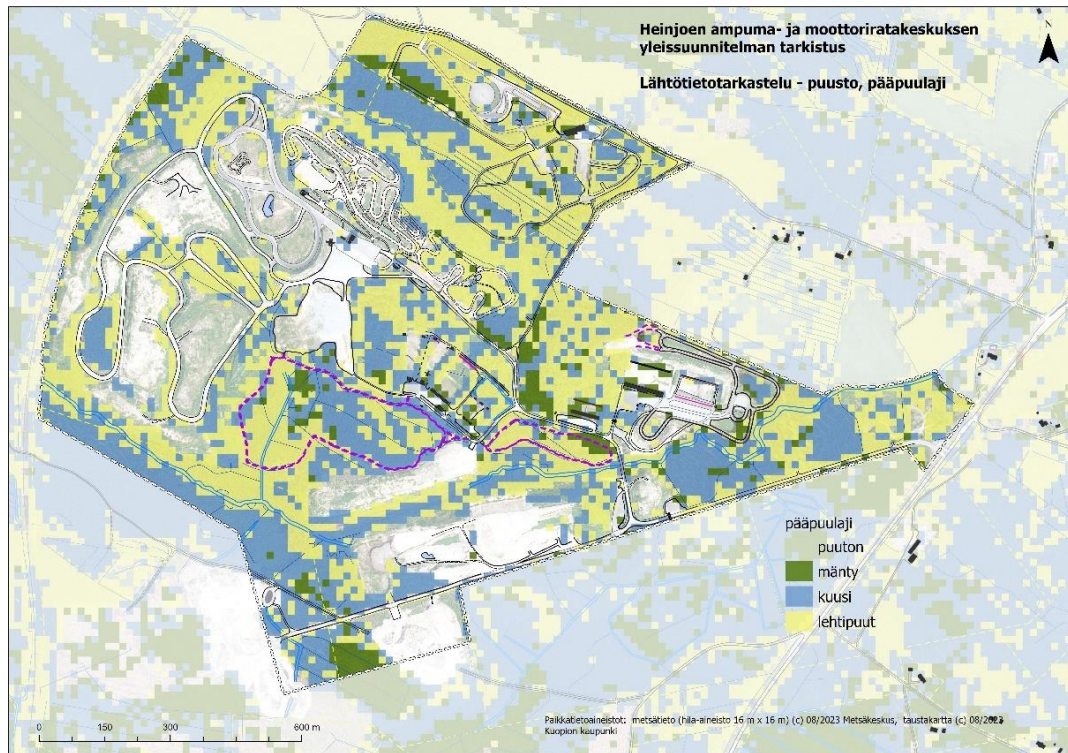 Heinjoen ampuma- ja moottoriratakeskuksen
yleissuunnitelman tarkistus
Lähtötietotarkastelu - puusto, pääpuulaji
N
pääpuulaji
puuton
mänty
kuusi
lehtipuut
0 150 300 600 m
Paikkatietoaineistot: metsätieto (hila-aineisto 16 m x 16 m) (c) 08/2023 Metsäkeskus, taustakartta (c) 08/2023
Kuopion kaupunki